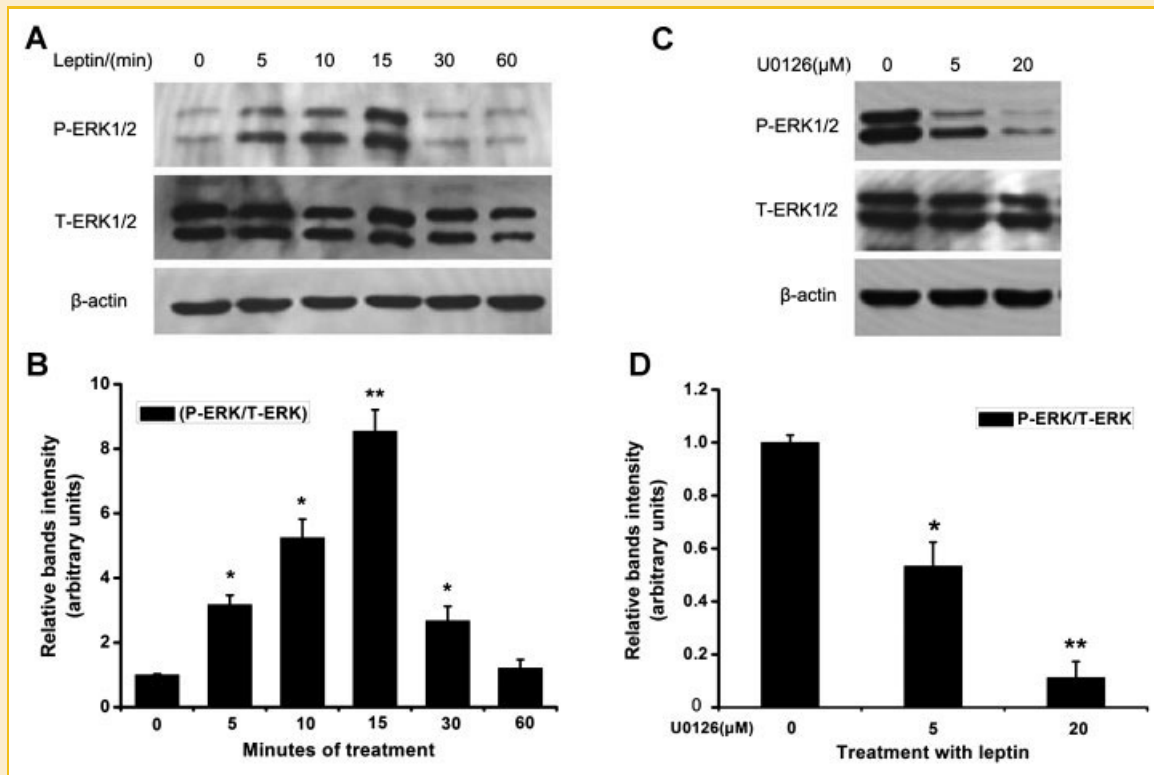 A
Leptin/(min) 0 5 10 15 30 60
P-ERK1/2
T-ERK1/2
β-actin
B
(P-ERK/T-ERK)
Relative bands intensity
(arbitrary units)
10
8
6
4
2
0
*
*
**
*
0 5 10 15 30 60
Minutes of treatment
C
U0126(μM) 0 5 20
P-ERK1/2
T-ERK1/2
β-actin
D
P-ERK/T-ERK
Relative bands intensity
(arbitrary units)
1.2
1.0
0.8
0.6
0.4
0.2
0
*
**
U0126(μM) 0 5 20
Treatment with leptin